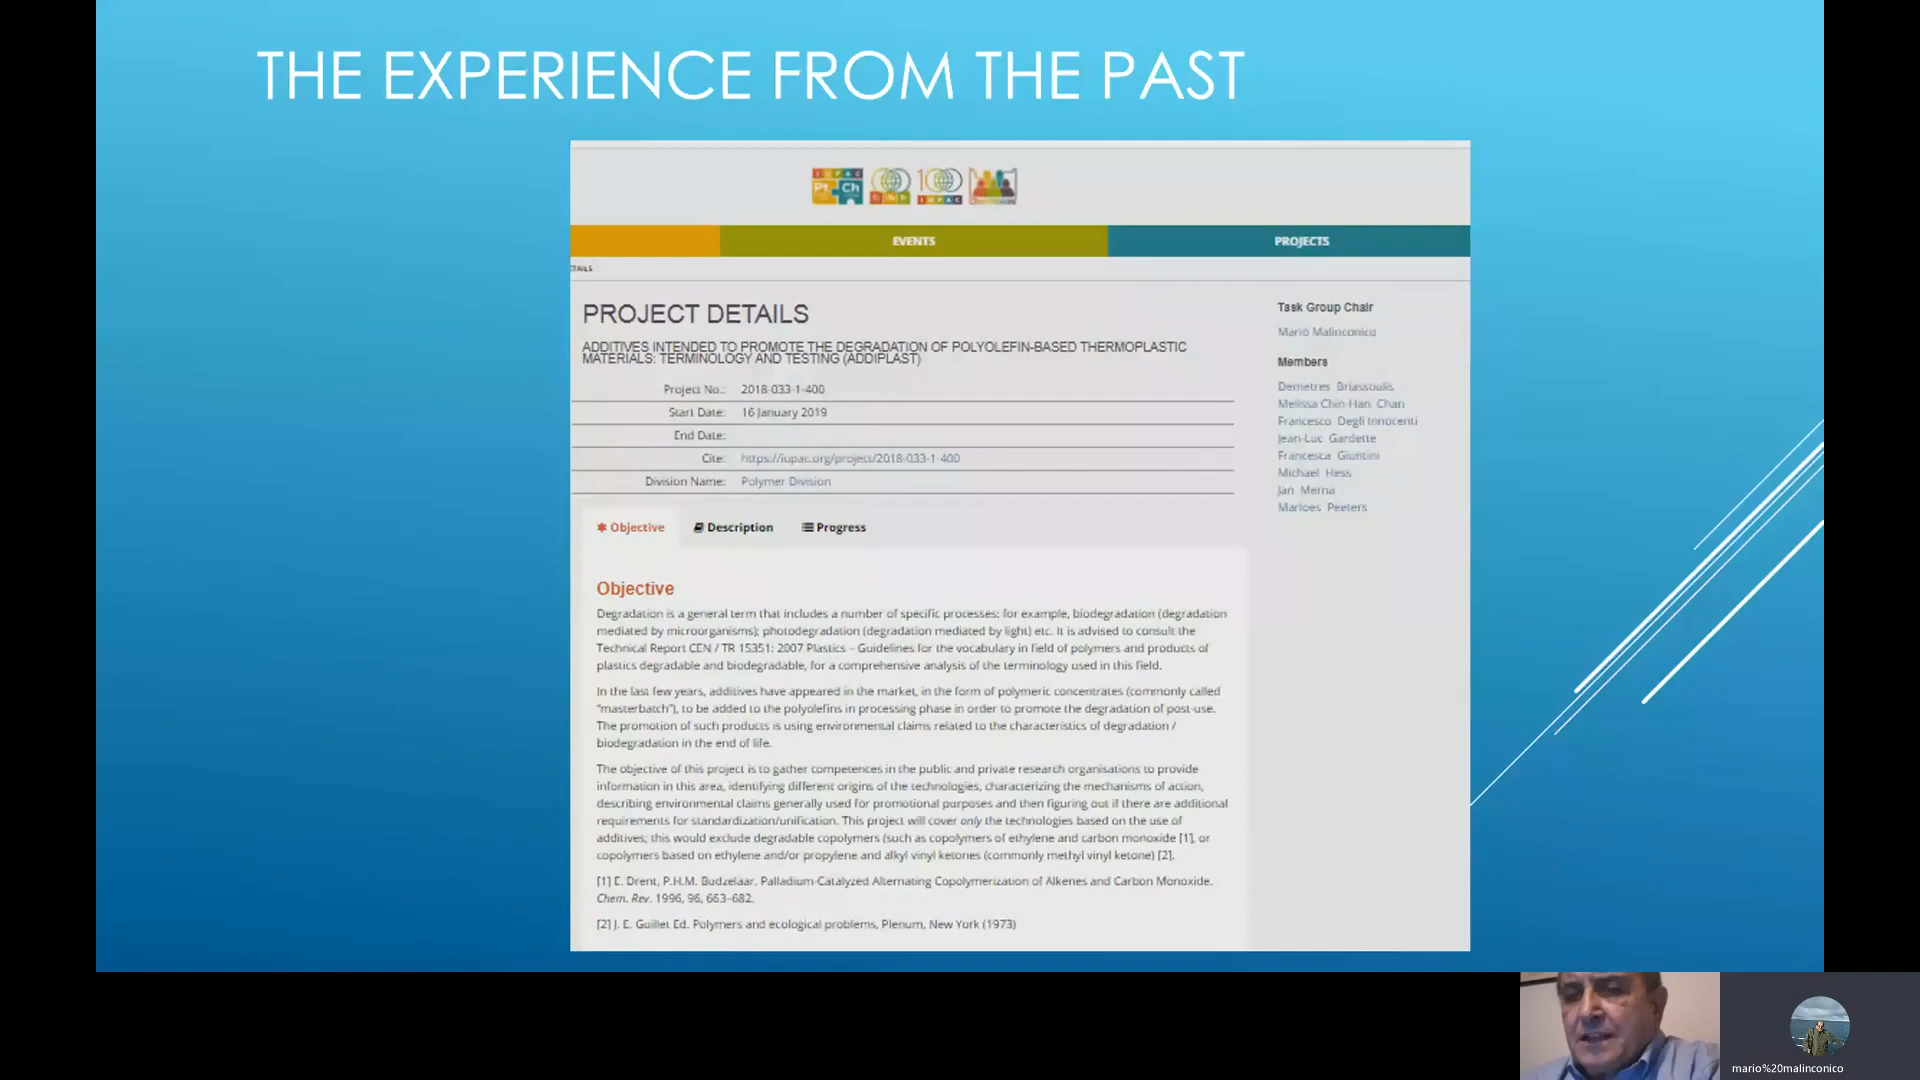 THE EXPERIENCE FROM THE PAST
IUPAC
Pt Ch
100
IUPAC
EVENTS
PROJECTS
TAILS
PROJECT DETAILS
ADDITIVES INTENDED TO PROMOTE THE DEGRADATION OF POLYOLEFIN-BASED THERMOPLASTIC
MATERIALS: TERMINOLOGY AND TESTING (ADDIPLAST)
Project No.: 2018-033-1-400
Start Date: 16 January 2019
End Date:
Cite: https://iupac.org/project/2018-033-1-400
Division Name: Polymer Division
Objective Description Progress
Objective
Degradation is a general term that includes a number of specific processes: for example, biodegradation (degradation
mediated by microorganisms); photodegradation (degradation mediated by light) etc. It is advised to consult the
Technical Report CEN / TR 15351: 2007 Plastics – Guidelines for the vocabulary in field of polymers and products of
plastics degradable and biodegradable, for a comprehensive analysis of the terminology used in this field.
In the last few years, additives have appeared in the market, in the form of polymeric concentrates (commonly called
“masterbatch”), to be added to the polyolefins in processing phase in order to promote the degradation of post-use.
The promotion of such products is using environmental claims related to the characteristics of degradation /
biodegradation in the end of life.
The objective of this project is to gather competences in the public and private research organisations to provide
information in this area, identifying different origins of the technologies, characterizing the mechanisms of action,
describing environmental claims generally used for promotional purposes and then figuring out if there are additional
requirements for standardization/unification. This project will cover only the technologies based on the use of
additives; this would exclude degradable copolymers (such as copolymers of ethylene and carbon monoxide [1], or
copolymers based on ethylene and/or propylene and alkyl vinyl ketones (commonly methyl vinyl ketone) [2].
[1] E. Drent, P.H.M. Budzelaar. Palladium-Catalyzed Alternating Copolymerization of Alkenes and Carbon Monoxide.
Chem. Rev. 1996, 96, 663–682.
[2] J. E. Guillet Ed. Polymers and ecological problems, Plenum, New York (1973)
Task Group Chair
Mario Malinconico
Members
Demetres Briassoulis
Melissa Chin-Han Chan
Francesco Degli Innocenti
Jean-Luc Gardette
Francesca Giuntini
Michael Hess
Jan Merna
Marloes Peeters
mario%20malinconico